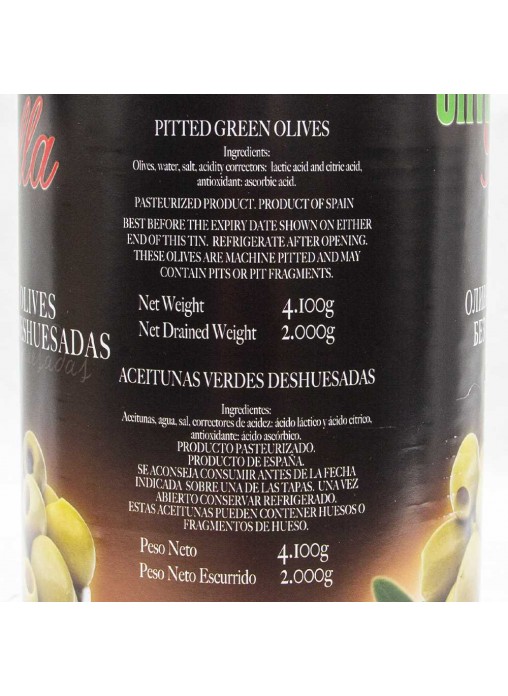 lla
PITTED GREEN OLIVES
Ingredients:
Olives, water, salt, acidity correctors: lactic acid and citric acid,
antioxidant: ascorbic acid.
PASTEURIZED PRODUCT. PRODUCT OF SPAIN
BEST BEFORE THE EXPIRY DATE SHOWN ON EITHER
END OF THIS TIN. REFRIGERATE AFTER OPENING.
THESE OLIVES ARE MACHINE PITTED AND MAY
CONTAIN PITS OR PIT FRAGMENTS.
Net Weight 4.100g
Net Drained Weight 2.000g
OLIVES
ESHUESADAS
ACEITUNAS VERDES DESHUESADAS
Ingredientes:
Aceitunas, agua, sal, correctores de acidez: ácido láctico y ácido cítrico,
antioxidante: ácido ascórbico.
PRODUCTO PASTEURIZADO.
PRODUCTO DE ESPAÑA.
SE ACONSEJA CONSUMIR ANTES DE LA FECHA
INDICADA SOBRE UNA DE LAS TAPAS. UNA VEZ
ABIERTO CONSERVAR REFRIGERADO.
ESTAS ACEITUNAS PUEDEN CONTENER HUESOS O
FRAGMENTOS DE HUESO.
Peso Neto 4.100g
Peso Neto Escurrido 2.000g
ОЛИ
БЕ